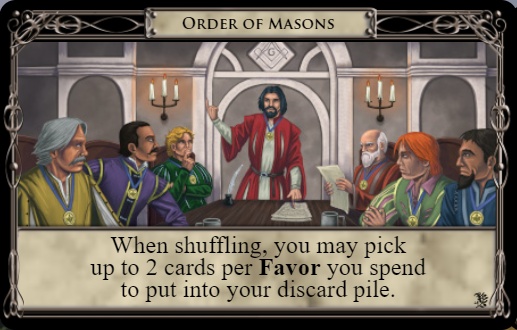 Order of Masons
When shuffling, you may pick
up to 2 cards per Favor you spend
to put into your discard pile.